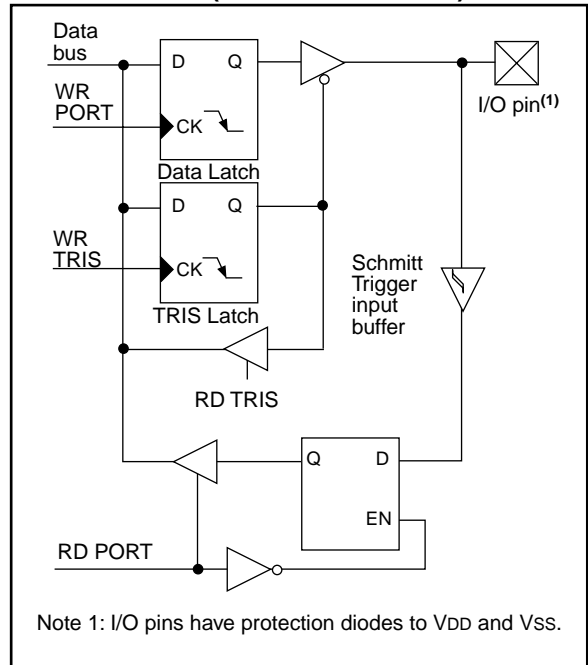 Data
bus
D Q
WR
PORT
I/O pin(1)
CK
Data Latch
D Q
WR
TRIS
CK
Schmitt
Trigger
input
buffer
TRIS Latch
RD TRIS
Q D
EN
RD PORT
Note 1: I/O pins have protection diodes to VDD and VSS.